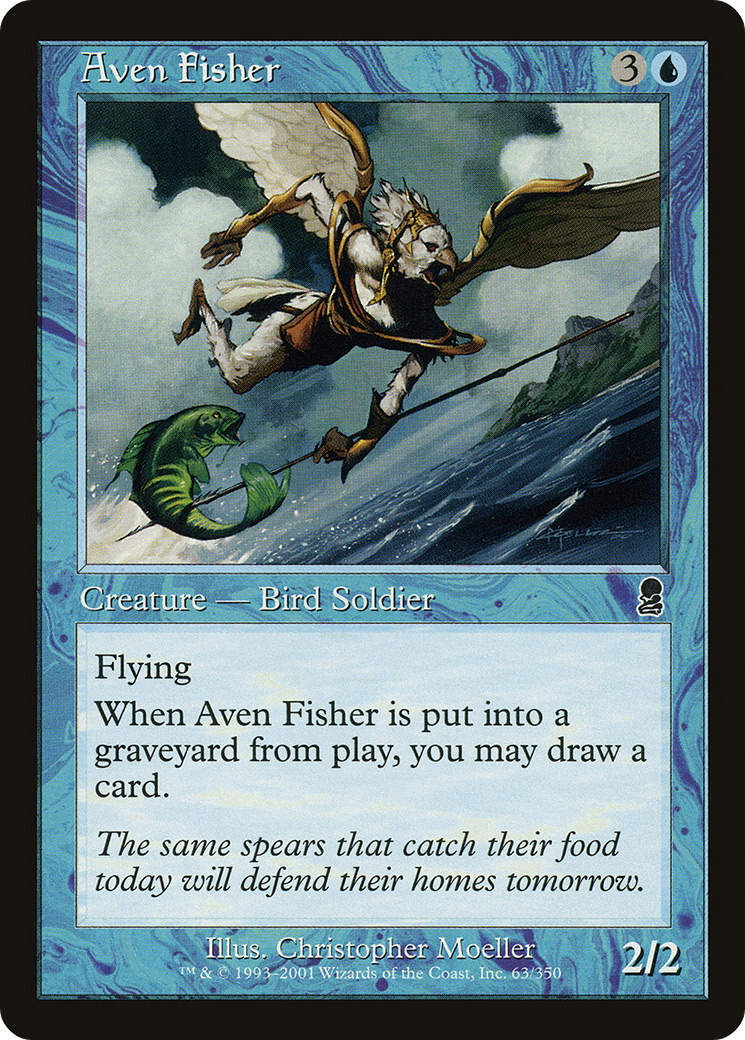 Aven Fisher 3
Creature — Bird Soldier
Flying
When Aven Fisher is put into a
graveyard from play, you may draw a
card.
The same spears that catch their food
today will defend their homes tomorrow.
Illus. Christopher Moeller
™ & © 1993–2001 Wizards of the Coast, Inc. 63/350
2/2